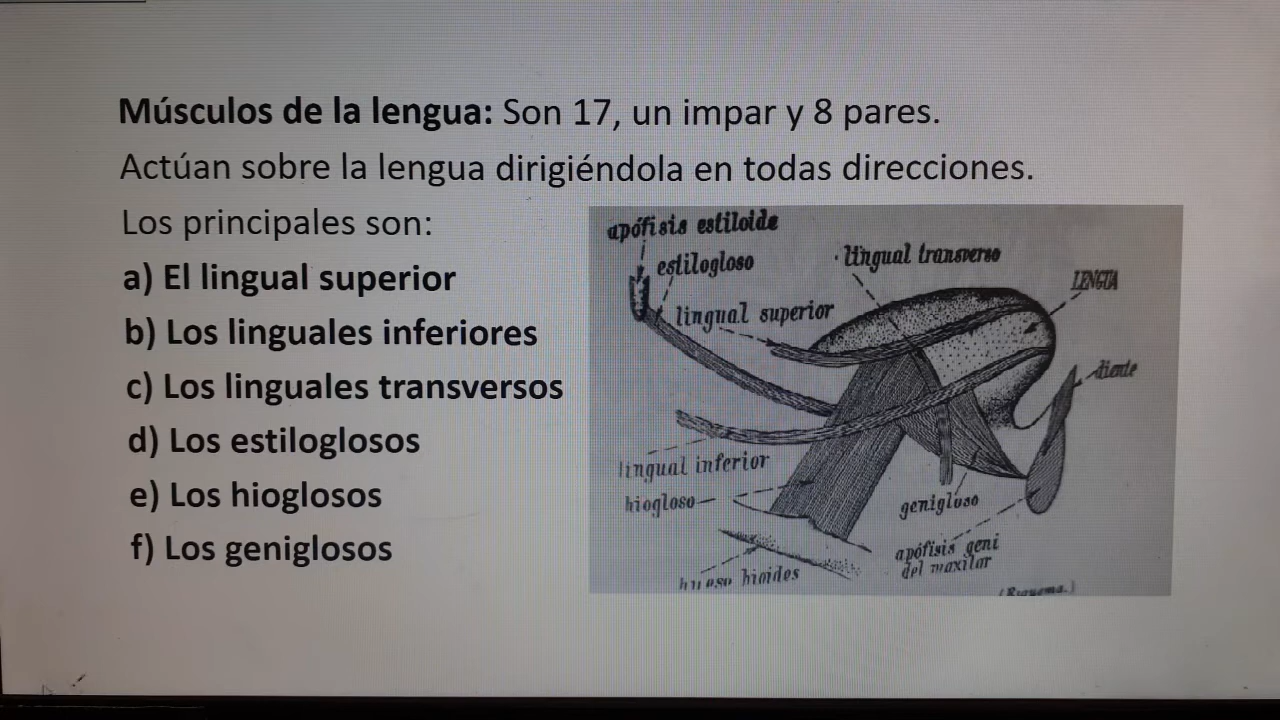 Músculos de la lengua: Son 17, un impar y 8 pares.
Actúan sobre la lengua dirigiéndola en todas direcciones.
Los principales son:
a) El lingual superior
b) Los linguales inferiores
c) Los linguales transversos
d) Los estiloglosos
e) Los hioglosos
f) Los geniglosos
apófisis estiloide
estilogloso
lingual transverso
LENGUA
lingual superior
diente
lingual inferior
hiogloso
genigloso
apófisis geni
del maxilar
hueso hioides
(Esquema.)